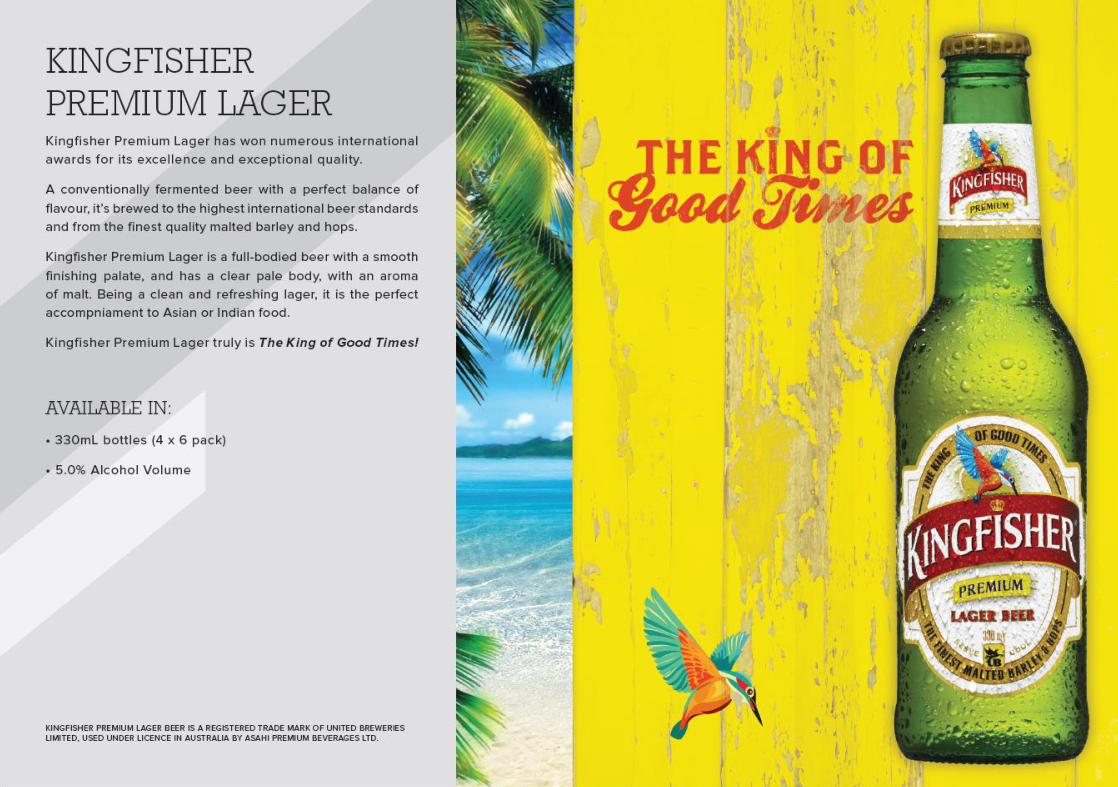 KINGFISHER
PREMIUM LAGER
Kingfisher Premium Lager has won numerous international
awards for its excellence and exceptional quality.
A conventionally fermented beer with a perfect balance of
flavour, it's brewed to the highest international beer standards
and from the finest quality malted barley and hops.
Kingfisher Premium Lager is a full-bodied beer with a smooth
finishing palate, and has a clear pale body, with an aroma
of malt. Being a clean and refreshing lager, it is the perfect
accompniament to Asian or Indian food.
Kingfisher Premium Lager truly is The King of Good Times!
AVAILABLE IN:
• 330mL bottles (4 x 6 pack)
• 5.0% Alcohol Volume
KINGFISHER PREMIUM LAGER BEER IS A REGISTERED TRADE MARK OF UNITED BREWERIES
LIMITED, USED UNDER LICENCE IN AUSTRALIA BY ASAHI PREMIUM BEVERAGES LTD.
THE KING OF
Good Times
KINGFISHER
PREMIUM
THE KING OF GOOD TIMES
KINGFISHER
PREMIUM
LAGER BEER
330 ml
UB
THE FINEST MALTED BARLEY & HOPS